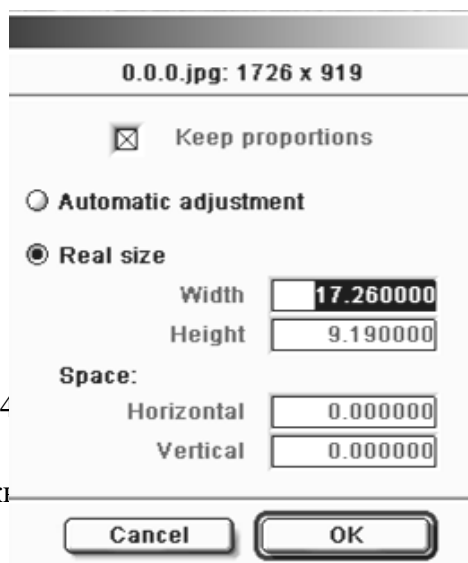 0.0.0.jpg: 1726 x 919
Keep proportions
Automatic adjustment
Real size
Width 17.260000
Height 9.190000
Space:
4
Horizontal 0.000000
Vertical 0.000000
Cancel OK